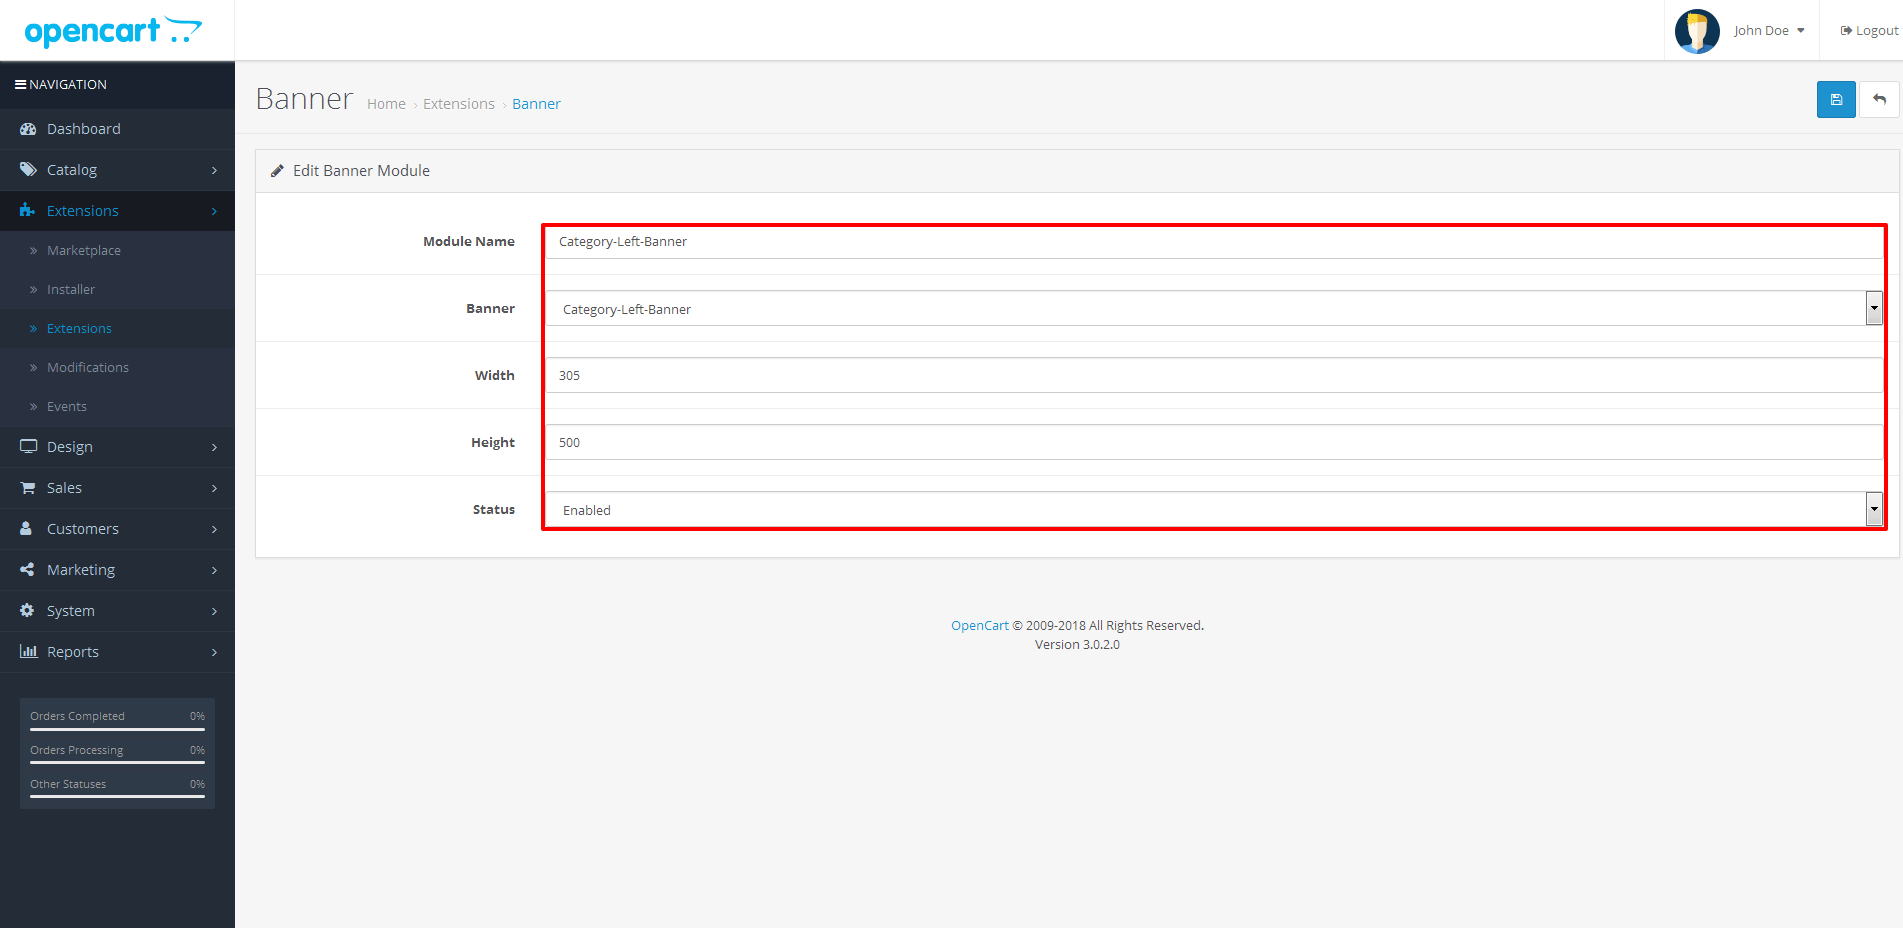 opencart
John Doe
Logout
NAVIGATION
Dashboard
Catalog
Extensions
Marketplace
Installer
Extensions
Modifications
Events
Design
Sales
Customers
Marketing
System
Reports
Orders Completed 0%
Orders Processing 0%
Other Statuses 0%
Banner Home › Extensions › Banner
Edit Banner Module
Module Name Category-Left-Banner
Banner Category-Left-Banner
Width 305
Height 500
Status Enabled
OpenCart © 2009-2018 All Rights Reserved.
Version 3.0.2.0